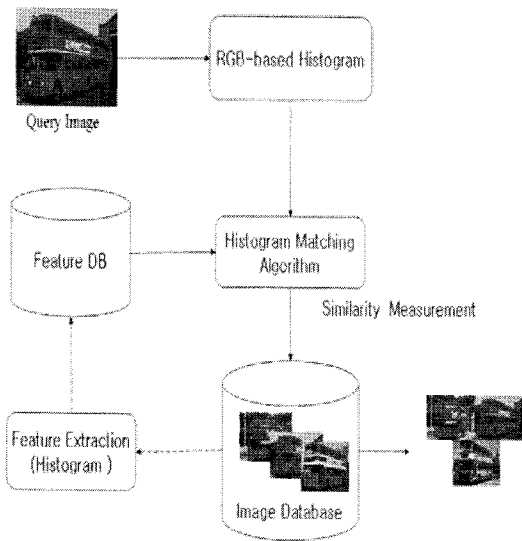 RGB-based Histogram
Query Image
Feature DB
Histogram Matching
Algorithm
Similarity Measurement
Feature Extraction
(Histogram )
Image Database